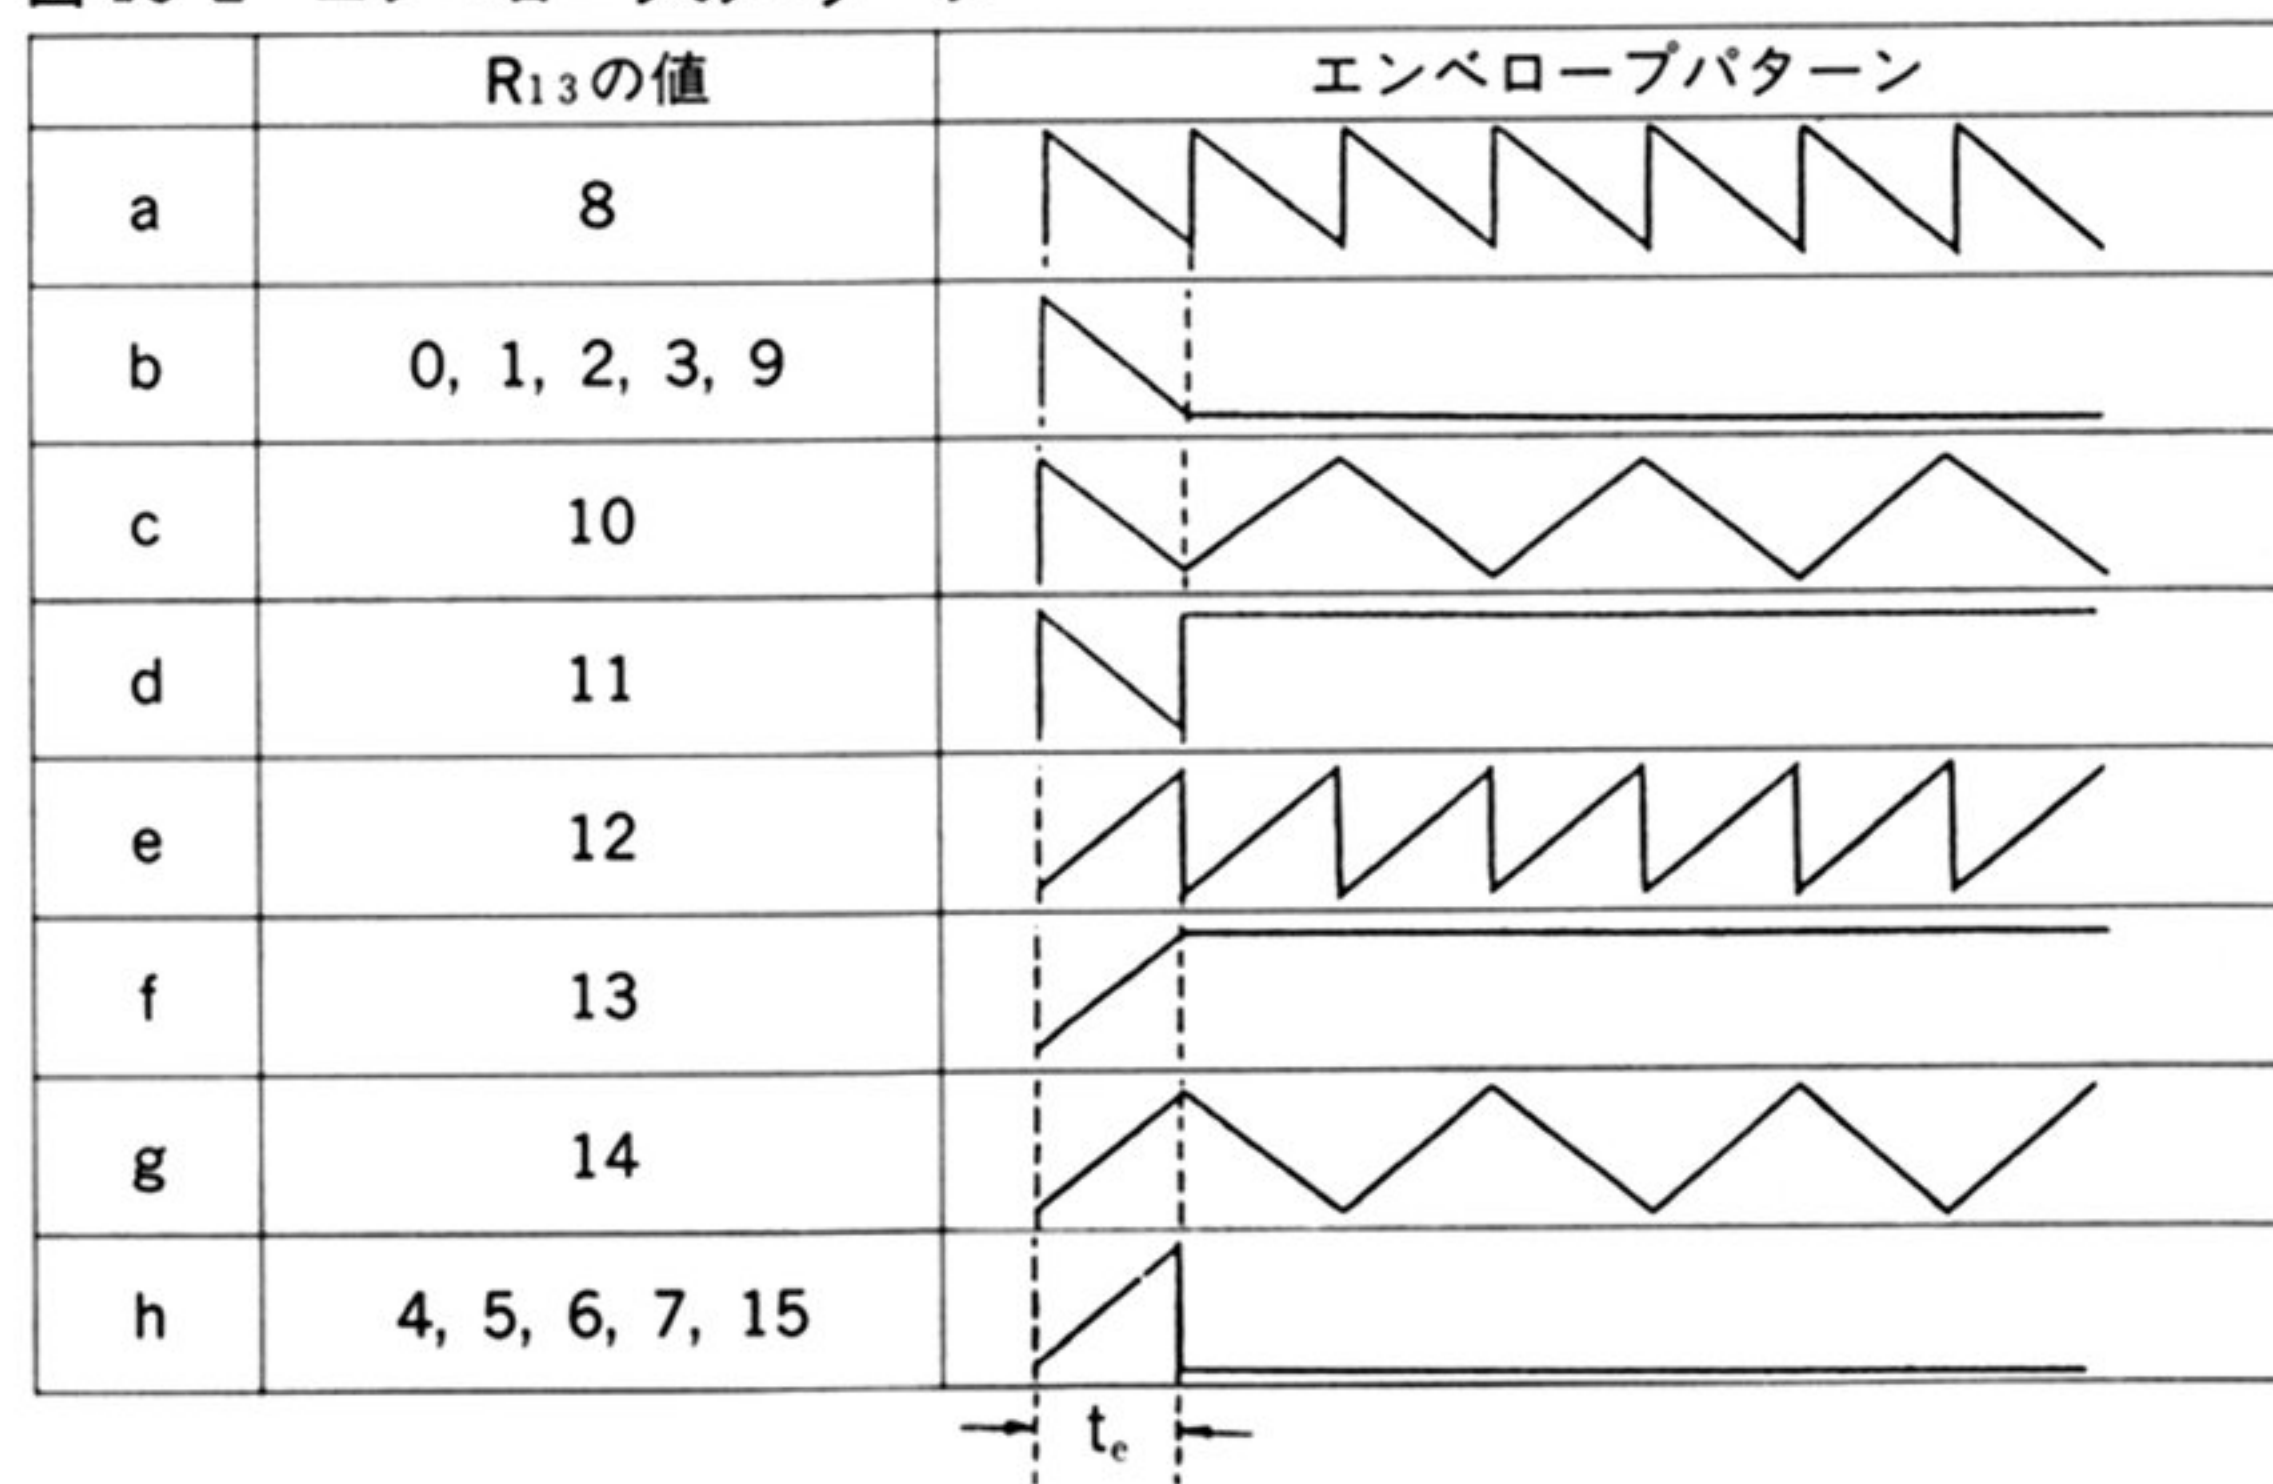 R₁₃の値 エンベロープパターン
a 8
b 0, 1, 2, 3, 9
c 10
d 11
e 12
f 13
g 14
h 4, 5, 6, 7, 15
tₑ